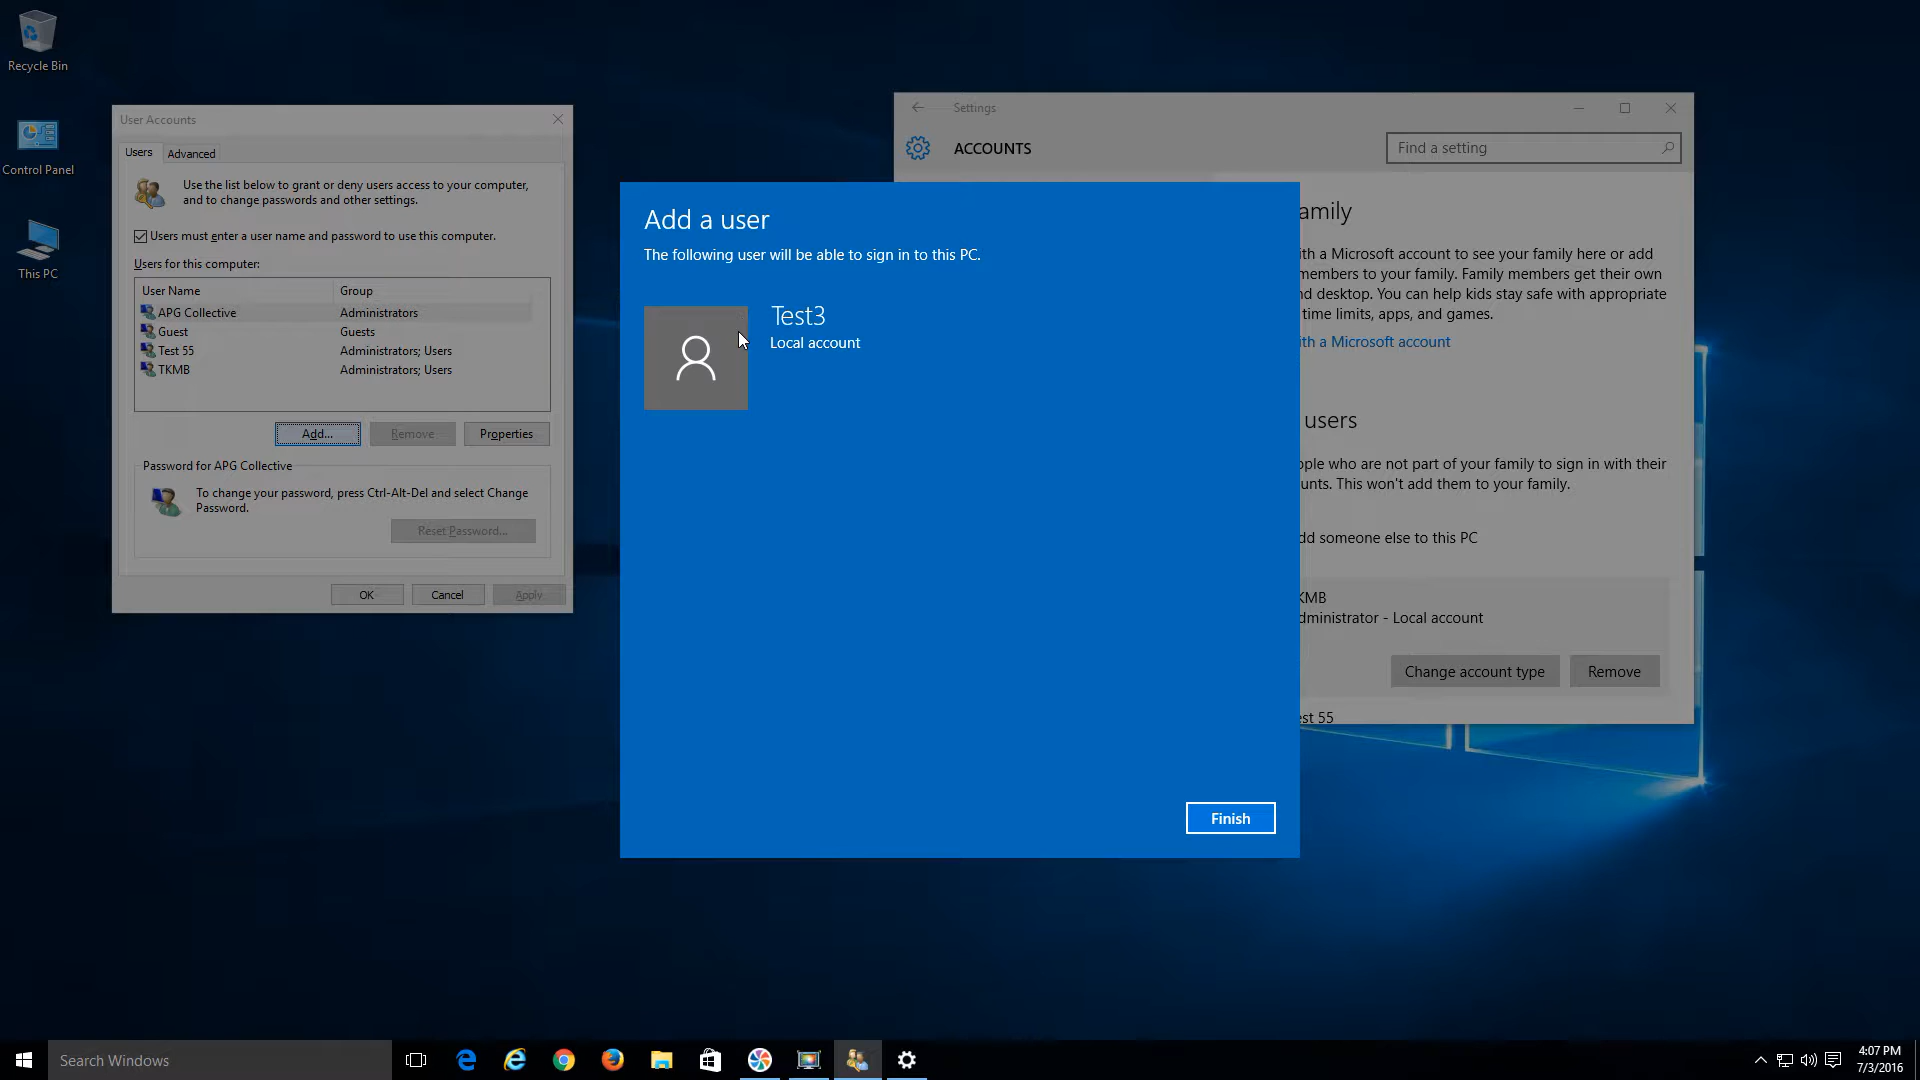 Recycle Bin
Control Panel
This PC
User Accounts
Users
Advanced
Use the list below to grant or deny users access to your computer,
and to change passwords and other settings.
Users must enter a user name and password to use this computer.
Users for this computer:
User Name Group
APG Collective Administrators
Guest Guests
Test 55 Administrators; Users
TKMB Administrators; Users
Add... Remove Properties
Password for APG Collective
To change your password, press Ctrl-Alt-Del and select Change
Password.
Reset Password...
OK Cancel Apply
Settings
ACCOUNTS
Find a setting
Add a user
The following user will be able to sign in to this PC.
Test3
Local account
Finish
amily
ith a Microsoft account to see your family here or add
members to your family. Family members get their own
nd desktop. You can help kids stay safe with appropriate
time limits, apps, and games.
ith a Microsoft account
users
ople who are not part of your family to sign in with their
unts. This won't add them to your family.
dd someone else to this PC
KMB
dministrator - Local account
Change account type Remove
est 55
Search Windows
4:07 PM
7/3/2016